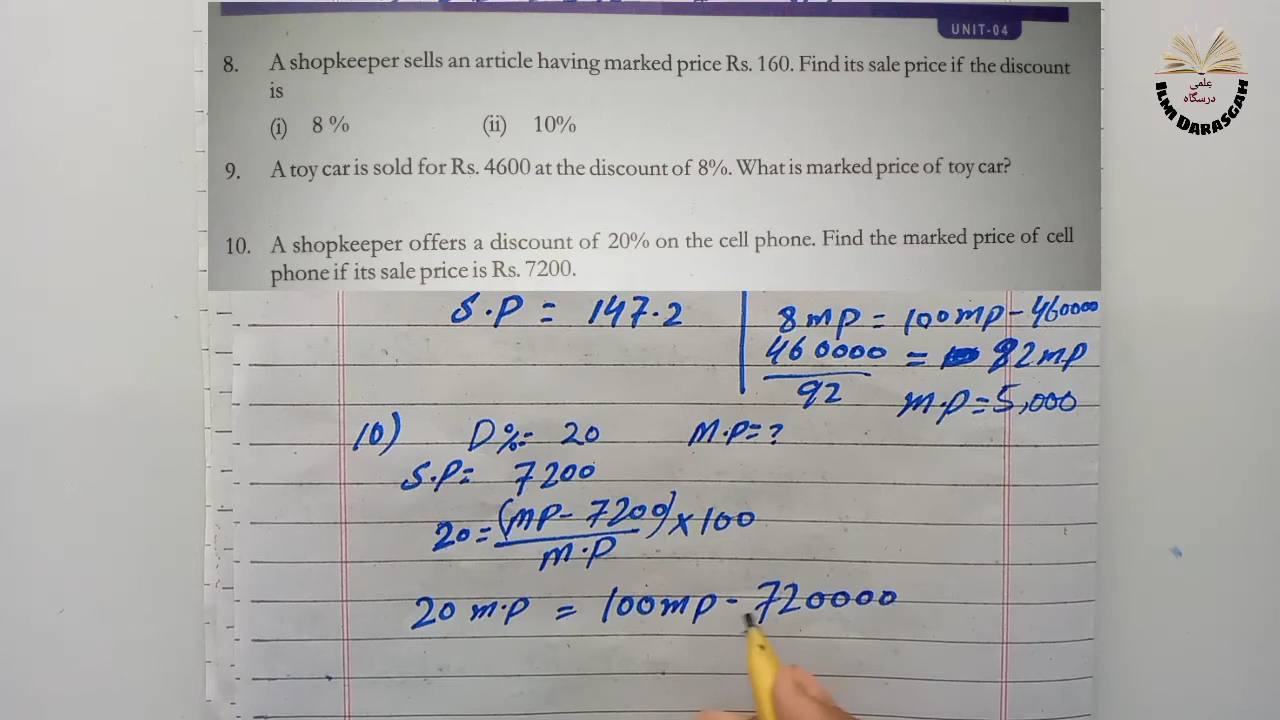 UNIT-04
8. A shopkeeper sells an article having marked price Rs. 160. Find its sale price if the discount
is
(i) 8 % (ii) 10%
9. A toy car is sold for Rs. 4600 at the discount of 8%. What is marked price of toy car?
10. A shopkeeper offers a discount of 20% on the cell phone. Find the marked price of cell
phone if its sale price is Rs. 7200.
علمی
درسگاہ
ILMI DARASGAH
S.P = 147.2
8mp = 100mp - 460000
460000 = 92mp
92
m.p = 5,000
10) D%= 20 M.P=?
S.P= 7200
20 = (mp - 7200) × 100
m.p
20 m.p = 100mp - 720000